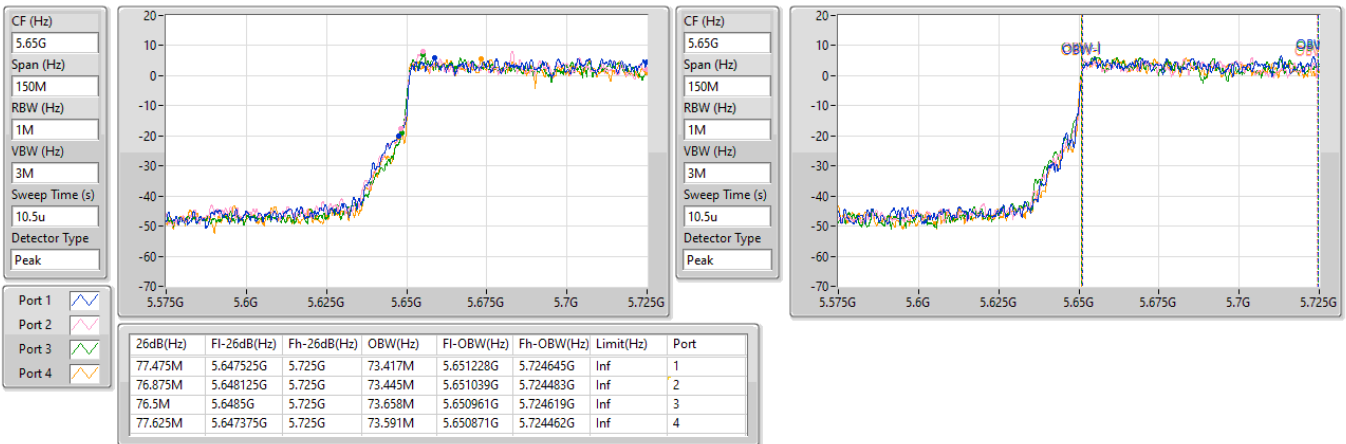 CF (Hz)
5.65G
Span (Hz)
150M
RBW (Hz)
1M
VBW (Hz)
3M
Sweep Time (s)
10.5u
Detector Type
Peak
20
10
0
-10
-20
-30
-40
-50
-60
-70
5.575G 5.6G 5.625G 5.65G 5.675G 5.7G 5.725G
CF (Hz)
5.65G
Span (Hz)
150M
RBW (Hz)
1M
VBW (Hz)
3M
Sweep Time (s)
10.5u
Detector Type
Peak
20
10
0
-10
-20
-30
-40
-50
-60
-70
OBW-l OBW
5.575G 5.6G 5.625G 5.65G 5.675G 5.7G 5.725G
Port 1
Port 2
Port 3
Port 4
26dB(Hz) Fl-26dB(Hz) Fh-26dB(Hz) OBW(Hz) Fl-OBW(Hz) Fh-OBW(Hz) Limit(Hz) Port
77.475M 5.647525G 5.725G 73.417M 5.651228G 5.724645G Inf 1
76.875M 5.648125G 5.725G 73.445M 5.651039G 5.724483G Inf 2
76.5M 5.6485G 5.725G 73.658M 5.650961G 5.724619G Inf 3
77.625M 5.647375G 5.725G 73.591M 5.650871G 5.724462G Inf 4